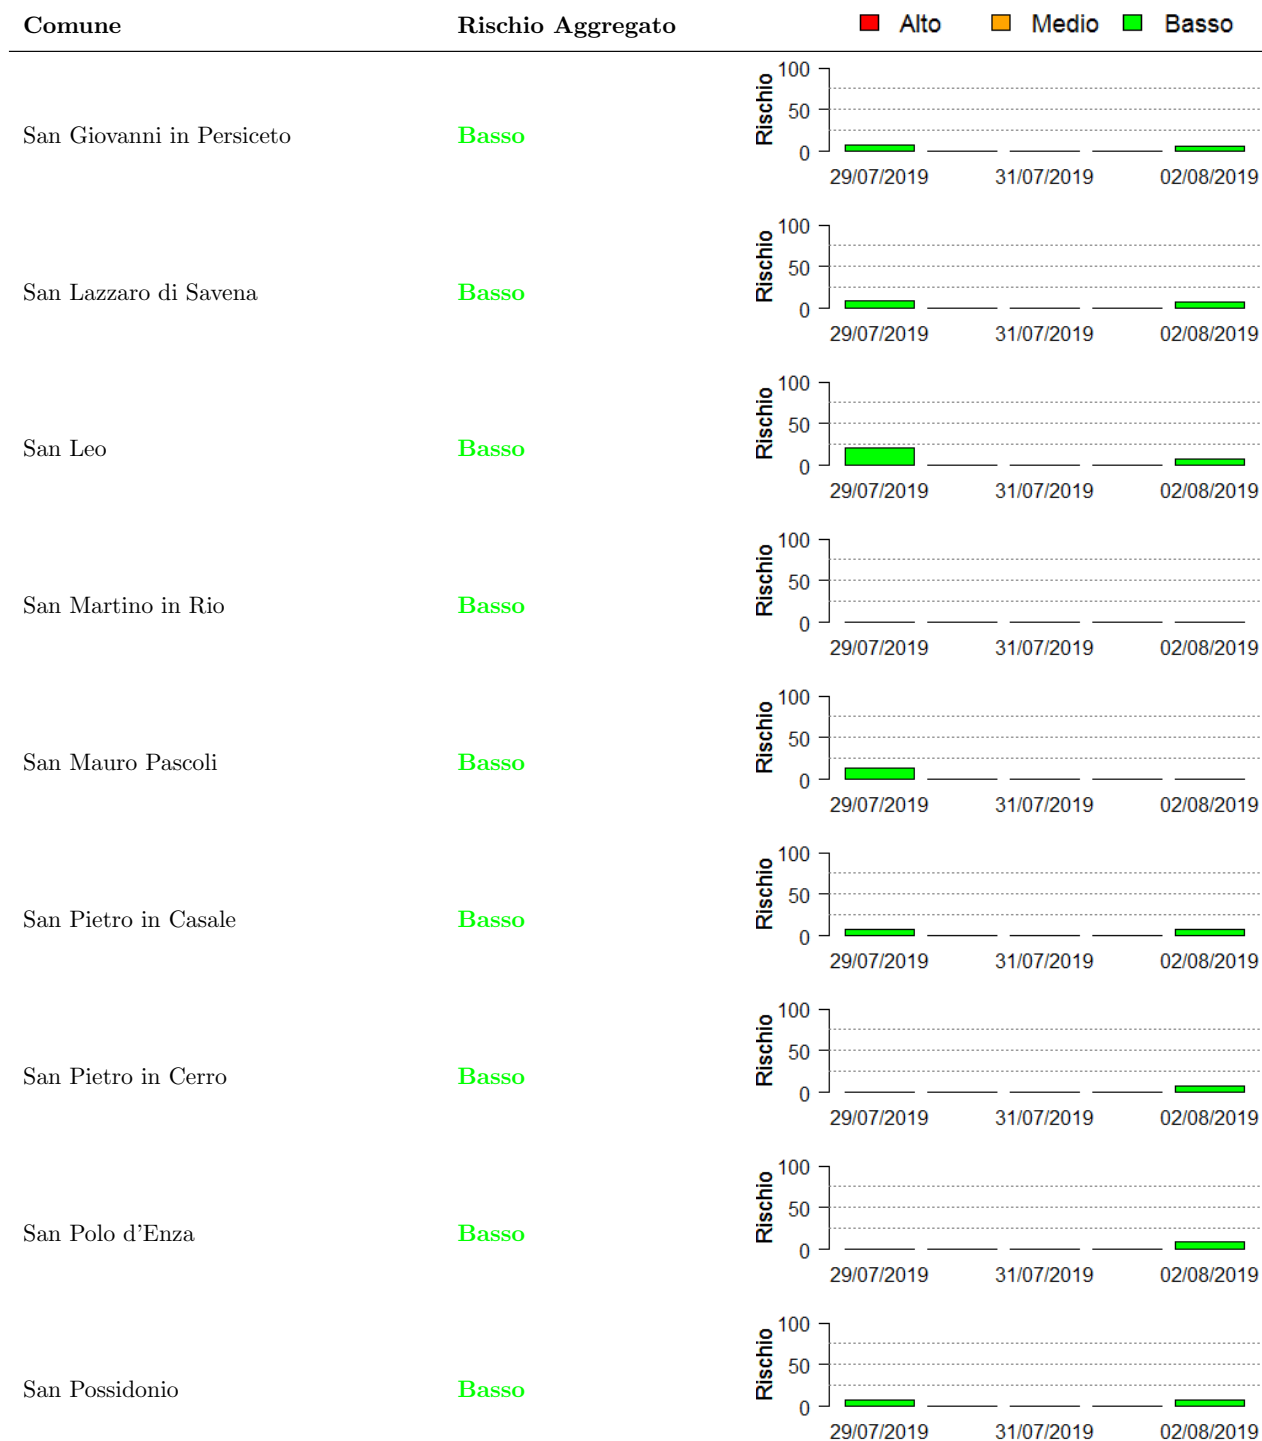 Comune Rischio Aggregato Alto Medio Basso
San Giovanni in Persiceto Basso
Rischio
100
50
0
29/07/2019 31/07/2019 02/08/2019
San Lazzaro di Savena Basso
Rischio
100
50
0
29/07/2019 31/07/2019 02/08/2019
San Leo Basso
Rischio
100
50
0
29/07/2019 31/07/2019 02/08/2019
San Martino in Rio Basso
Rischio
100
50
0
29/07/2019 31/07/2019 02/08/2019
San Mauro Pascoli Basso
Rischio
100
50
0
29/07/2019 31/07/2019 02/08/2019
San Pietro in Casale Basso
Rischio
100
50
0
29/07/2019 31/07/2019 02/08/2019
San Pietro in Cerro Basso
Rischio
100
50
0
29/07/2019 31/07/2019 02/08/2019
San Polo d'Enza Basso
Rischio
100
50
0
29/07/2019 31/07/2019 02/08/2019
San Possidonio Basso
Rischio
100
50
0
29/07/2019 31/07/2019 02/08/2019